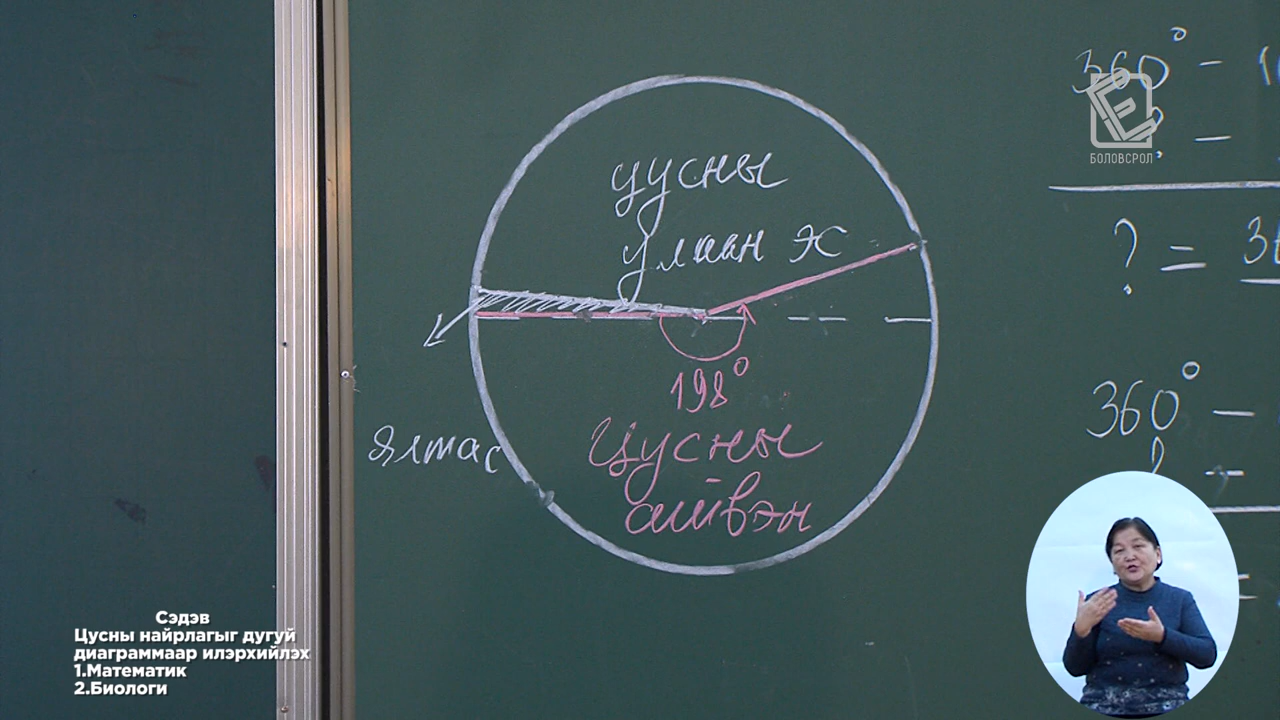 цусны
улаан эс
198°
Цусны
сийвэн
ялтас
360° -
? -
? = 36
360° -
? -
=
БОЛОВСРОЛ
Сэдэв
Цусны найрлагыг дугуй
диаграммаар илэрхийлэх
1.Математик
2.Биологи